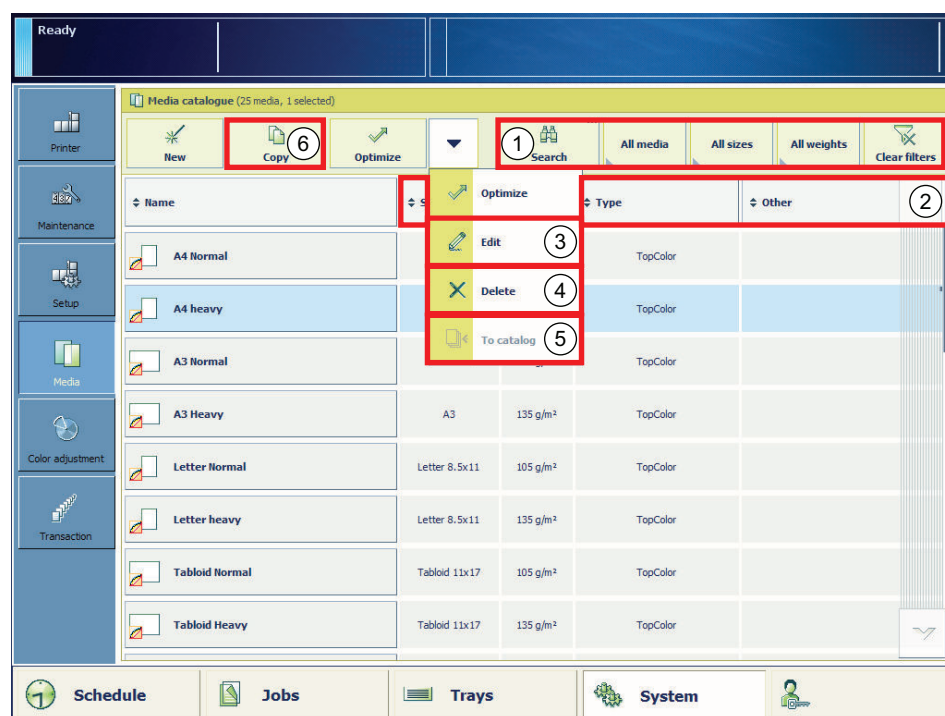 Ready
Media catalogue (25 media, 1 selected)
New
Copy
6
Optimize
1
Search
All media
All sizes
All weights
Clear filters
Printer
Maintenance
Setup
Media
Color adjustment
Transaction
Name
S
Type
Other
2
Optimize
Edit 3
Delete 4
To catalog 5
A4 Normal TopColor
A4 heavy TopColor
A3 Normal TopColor
A3 Heavy A3 135 g/m² TopColor
Letter Normal Letter 8.5x11 105 g/m² TopColor
Letter heavy Letter 8.5x11 135 g/m² TopColor
Tabloid Normal Tabloid 11x17 105 g/m² TopColor
Tabloid Heavy Tabloid 11x17 135 g/m² TopColor
Schedule
Jobs
Trays
System